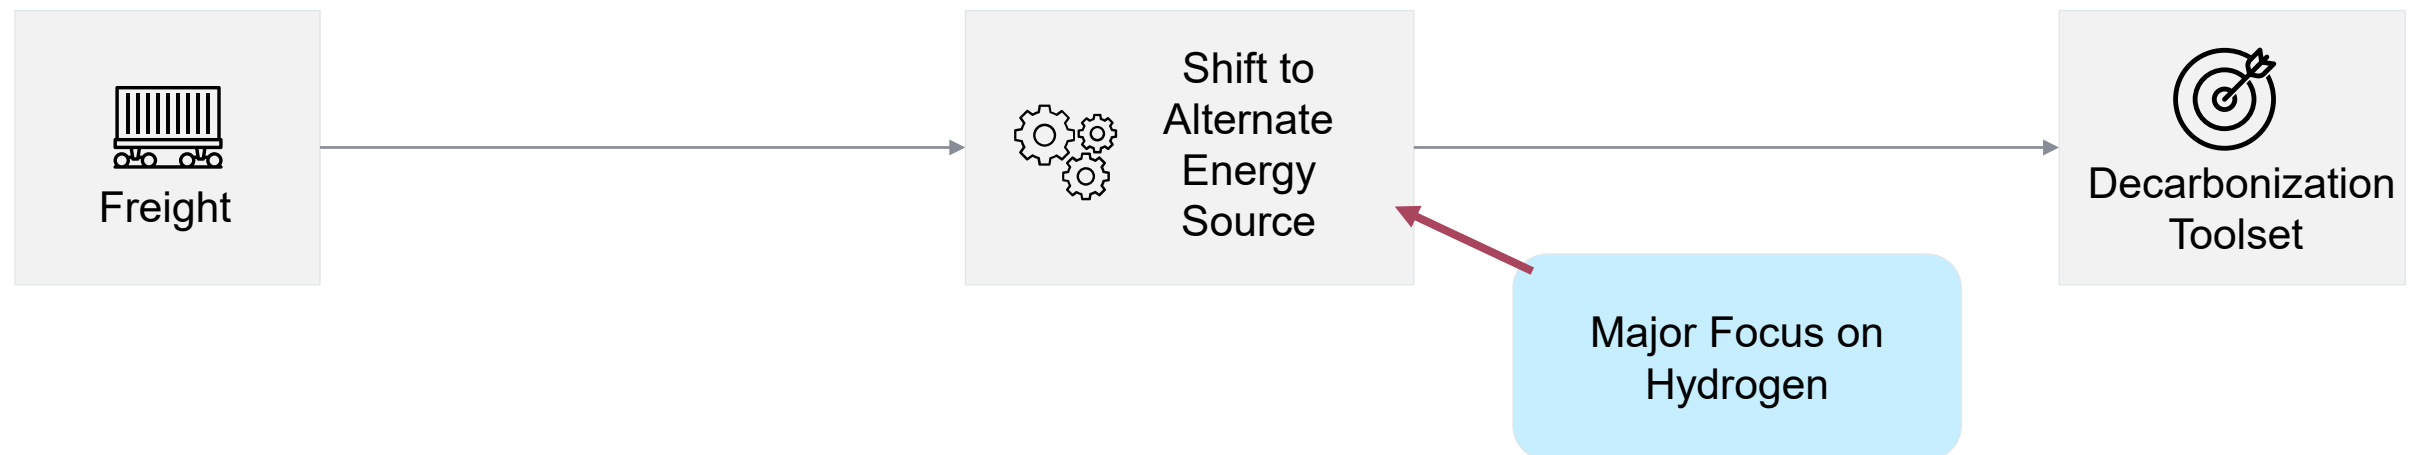 Freight
Shift to
Alternate
Energy
Source
Decarbonization
Toolset
Major Focus on
Hydrogen